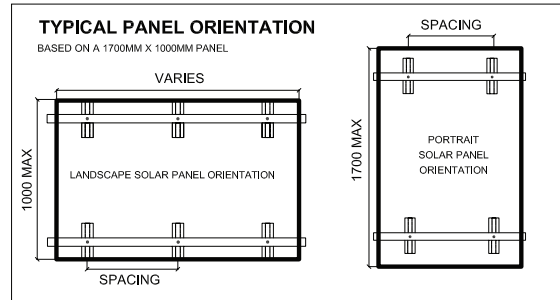 TYPICAL PANEL ORIENTATION
BASED ON A 1700MM X 1000MM PANEL
VARIES
1000 MAX
LANDSCAPE SOLAR PANEL ORIENTATION
SPACING
SPACING
1700 MAX
PORTRAIT
SOLAR PANEL
ORIENTATION